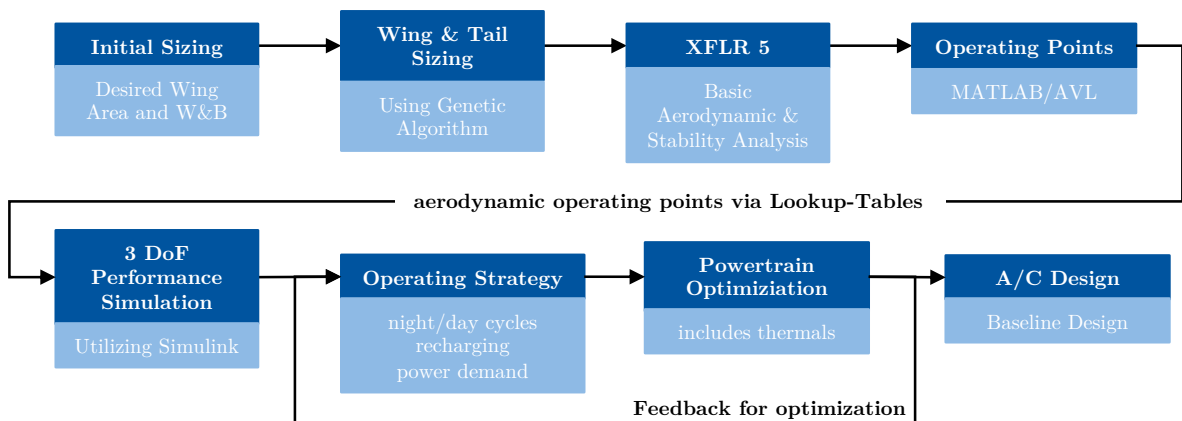 Initial Sizing
Desired Wing
Area and W&B
Wing & Tail
Sizing
Using Genetic
Algorithm
XFLR 5
Basic
Aerodynamic &
Stability Analysis
Operating Points
MATLAB/AVL
aerodynamic operating points via Lookup-Tables
3 DoF
Performance
Simulation
Utilizing Simulink
Operating Strategy
night/day cycles
recharging
power demand
Powertrain
Optimiziation
includes thermals
A/C Design
Baseline Design
Feedback for optimization